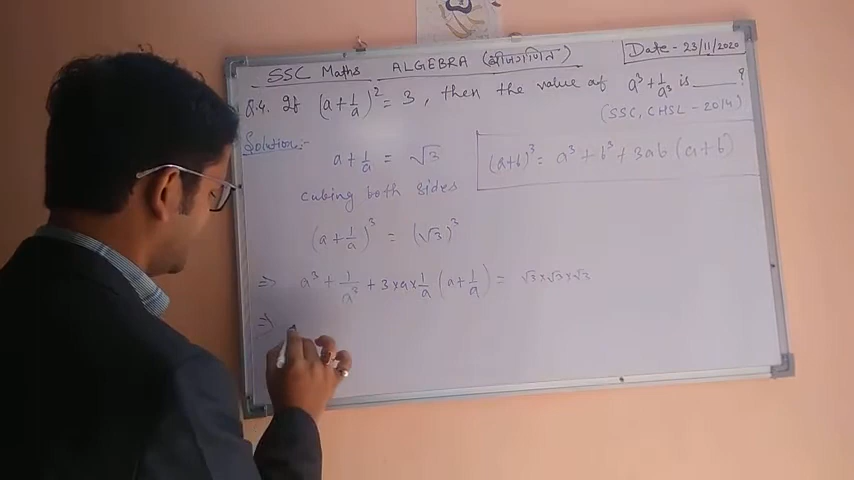 SSC Maths ALGEBRA (बीजगणित) Date - 23/11/2020
Q.4. If (a+1/a)² = 3, then the value of a³+1/a³ is ____ ?
(SSC, CHSL - 2014)
Solution:-
a + 1/a = √3
(a+b)³ = a³+b³+3ab(a+b)
cubing both sides
(a+1/a)³ = (√3)³
⇒ a³ + 1/a³ + 3×a×1/a (a+1/a) = √3×√3×√3
⇒